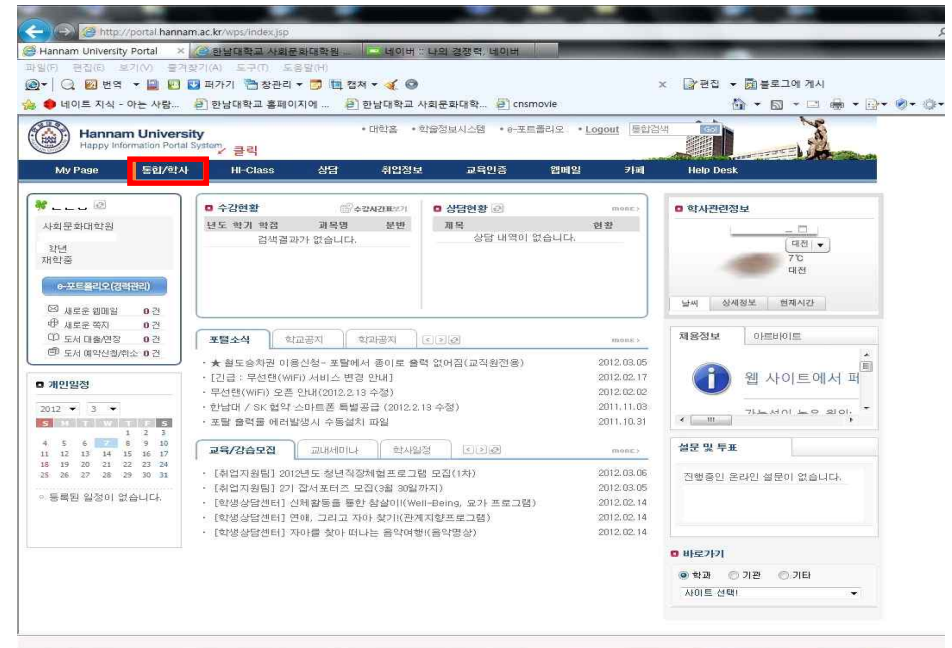 http://portal.hannam.ac.kr/wps/index.jsp
Hannam University Portal
한남대학교 사회문화대학원 ...
네이버 :: 나의 경쟁력, 네이버
파일(F) 편집(E) 보기(V) 즐겨찾기(A) 도구(T) 도움말(H)
번역 퍼가기 창관리 캡쳐 편집 블로그에 게시
네이트 지식 - 아는 사람... 한남대학교 홈페이지에 ... 한남대학교 사회문화대학... cnsmovie
Hannam University
Happy Information Portal System
클릭
• 대학홈 • 학술정보시스템 • e-포트폴리오 • Logout 통합검색 Go!
My Page 통합/학사 Hi-Class 상담 취업정보 교육인증 웹메일 카페 Help Desk
사회문화대학원
학년
재학중
e-포트폴리오(경력관리)
새로운 웹메일 0 건
새로운 쪽지 0 건
도서 대출/연장 0 건
도서 예약신청/취소 0 건
개인일정
2012 3
S M T W T F S
1 2 3
4 5 6 7 8 9 10
11 12 13 14 15 16 17
18 19 20 21 22 23 24
25 26 27 28 29 30 31
등록된 일정이 없습니다.
수강현황 수강시간표보기
년도 학기 학점 과목명 분반
검색결과가 없습니다.
상담현황 more >
제목 현황
상담 내역이 없습니다.
포털소식 학교공지 학과공지 more >
· ★ 철도승차권 이용신청- 포탈에서 종이로 출력 없어짐(교직원전용) 2012.03.05
· [긴급 : 무선랜(WiFi) 서비스 변경 안내] 2012.02.17
· 무선랜(WiFi) 오픈 안내(2012.2.13 수정) 2012.02.02
· 한남대 / SK 협약 스마트폰 특별공급 (2012.2.13 수정) 2011.11.03
· 포탈 출력물 에러발생시 수동설치 파일 2011.10.31
교육/강습모집 교내세미나 학사일정 more >
· [취업지원팀] 2012년도 청년직장체험프로그램 모집(1차) 2012.03.06
· [취업지원팀] 2기 잡서포터즈 모집(3월 30일까지) 2012.03.05
· [학생상담센터] 신체활동을 통한 참살이(Well-Being, 요가 프로그램) 2012.02.14
· [학생상담센터] 연애, 그리고 자아 찾기!(관계지향프로그램) 2012.02.14
· [학생상담센터] 자아를 찾아 떠나는 음악여행!(음악명상) 2012.02.14
학사관련정보
대전
7℃
대전
날씨 상세정보 현재시간
채용정보 아르바이트
웹 사이트에서 페
설문 및 투표
진행중인 온라인 설문이 없습니다.
바로가기
학과 기관 기타
사이트 선택!